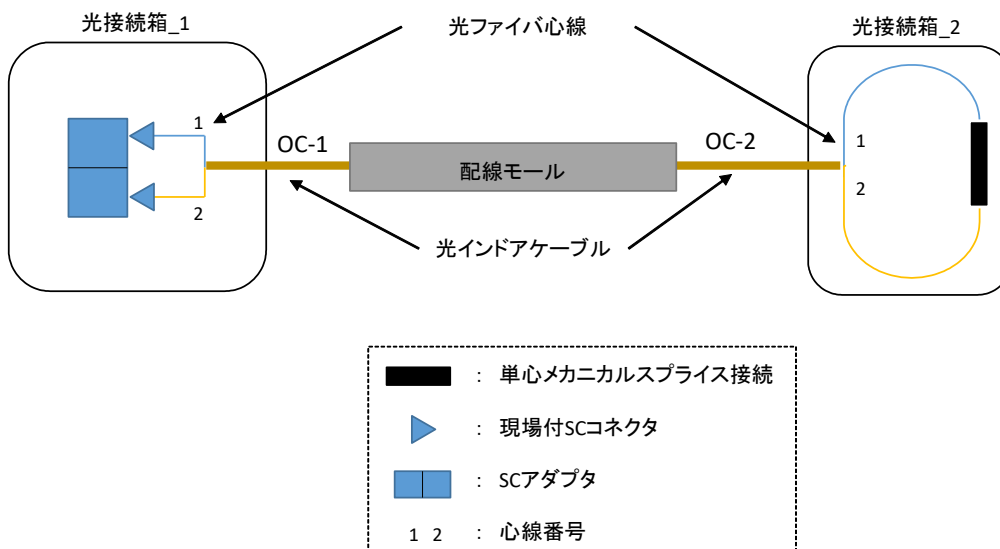 光接続箱_1
光ファイバ心線
光接続箱_2
1
OC-1
配線モール
OC-2
1
2
2
光インドアケーブル
： 単心メカニカルスプライス接続
： 現場付SCコネクタ
： SCアダプタ
1 2 ： 心線番号